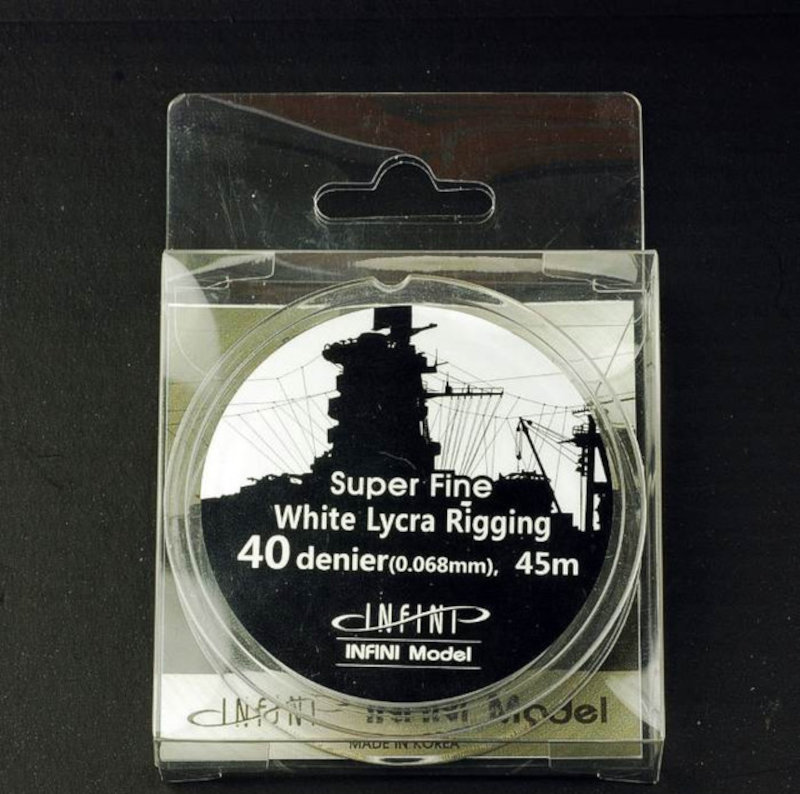 Super Fine
White Lycra Rigging
40 denier(0.068mm), 45m
INFINI
INFINI Model
INFINI INFINI Model
MADE IN KOREA